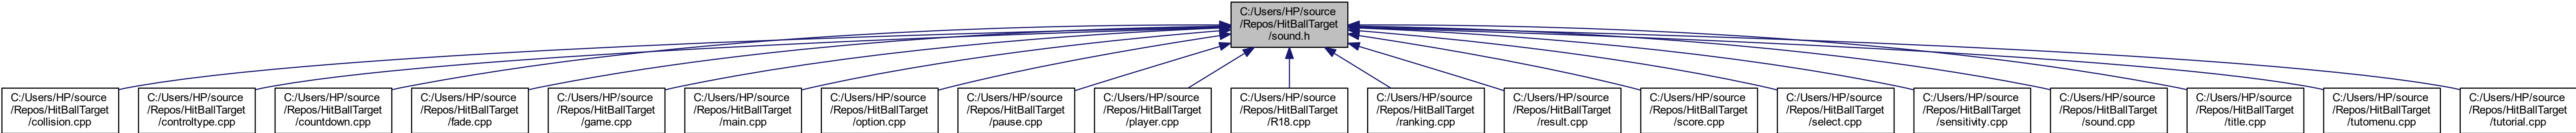 C:/Users/HP/source
/Repos/HitBallTarget
/sound.h
C:/Users/HP/source
/Repos/HitBallTarget
/collision.cpp
C:/Users/HP/source
/Repos/HitBallTarget
/controltype.cpp
C:/Users/HP/source
/Repos/HitBallTarget
/countdown.cpp
C:/Users/HP/source
/Repos/HitBallTarget
/fade.cpp
C:/Users/HP/source
/Repos/HitBallTarget
/game.cpp
C:/Users/HP/source
/Repos/HitBallTarget
/main.cpp
C:/Users/HP/source
/Repos/HitBallTarget
/option.cpp
C:/Users/HP/source
/Repos/HitBallTarget
/pause.cpp
C:/Users/HP/source
/Repos/HitBallTarget
/player.cpp
C:/Users/HP/source
/Repos/HitBallTarget
/R18.cpp
C:/Users/HP/source
/Repos/HitBallTarget
/ranking.cpp
C:/Users/HP/source
/Repos/HitBallTarget
/result.cpp
C:/Users/HP/source
/Repos/HitBallTarget
/score.cpp
C:/Users/HP/source
/Repos/HitBallTarget
/select.cpp
C:/Users/HP/source
/Repos/HitBallTarget
/sensitivity.cpp
C:/Users/HP/source
/Repos/HitBallTarget
/sound.cpp
C:/Users/HP/source
/Repos/HitBallTarget
/title.cpp
C:/Users/HP/source
/Repos/HitBallTarget
/tutomenu.cpp
C:/Users/HP/source
/Repos/HitBallTarget
/tutorial.cpp